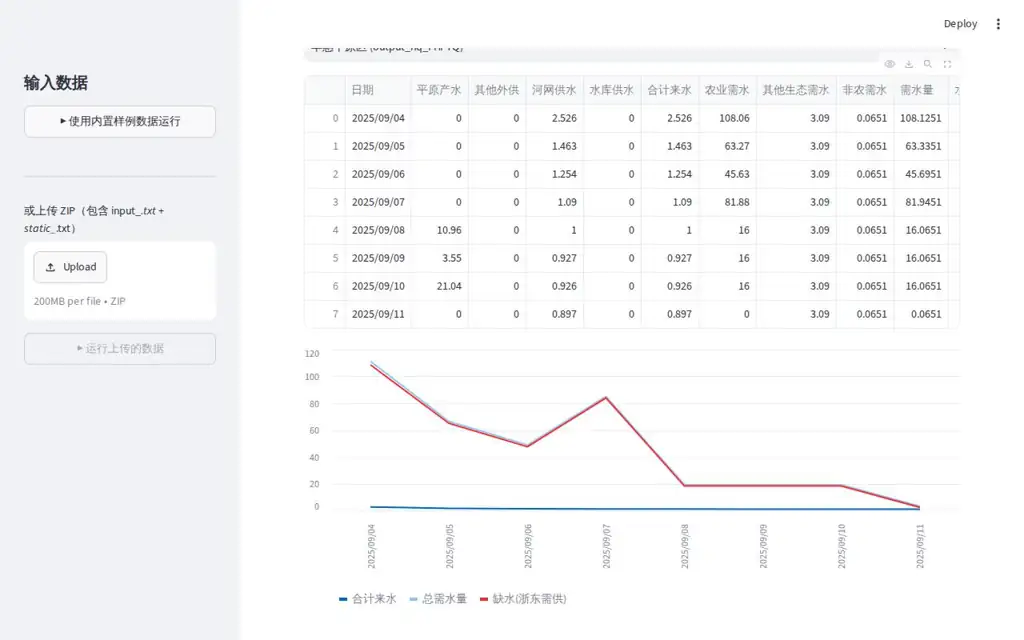 Deploy
输入数据
▸ 使用内置样例数据运行
或上传 ZIP（包含 input_.txt +
static_.txt）
Upload
200MB per file • ZIP
▸ 运行上传的数据
日期 平原产水 其他外供 河网供水 水库供水 合计来水 农业需水 其他生态需水 非农需水 需水量
0 2025/09/04 0 0 2.526 0 2.526 108.06 3.09 0.0651 108.1251
1 2025/09/05 0 0 1.463 0 1.463 63.27 3.09 0.0651 63.3351
2 2025/09/06 0 0 1.254 0 1.254 45.63 3.09 0.0651 45.6951
3 2025/09/07 0 0 1.09 0 1.09 81.88 3.09 0.0651 81.9451
4 2025/09/08 10.96 0 1 0 1 16 3.09 0.0651 16.0651
5 2025/09/09 3.55 0 0.927 0 0.927 16 3.09 0.0651 16.0651
6 2025/09/10 21.04 0 0.926 0 0.926 16 3.09 0.0651 16.0651
7 2025/09/11 0 0 0.897 0 0.897 0 3.09 0.0651 0.0651
120
100
80
60
40
20
0
2025/09/04 2025/09/05 2025/09/06 2025/09/07 2025/09/08 2025/09/09 2025/09/10 2025/09/11
合计来水 总需水量 缺水(浙东需供)